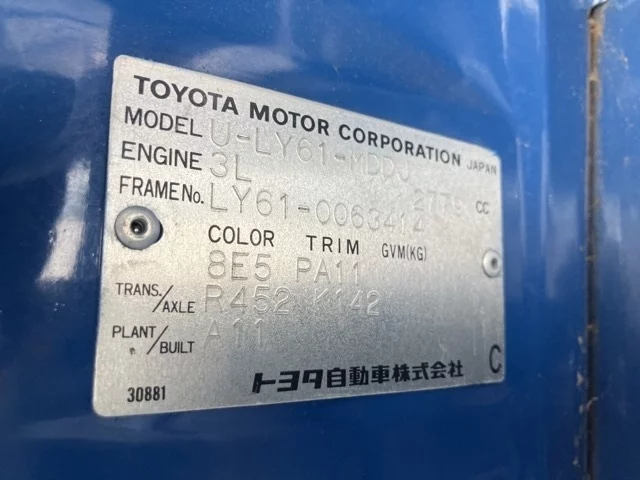 TOYOTA MOTOR CORPORATION JAPAN
MODEL U-LY61-MDDJ
ENGINE 3L 2779 CC
FRAME No. LY61-0063414
COLOR TRIM GVM(KG)
8E5 PA11
TRANS./AXLE R452 K142
PLANT/BUILT A11
C
トヨタ自動車株式会社
30881